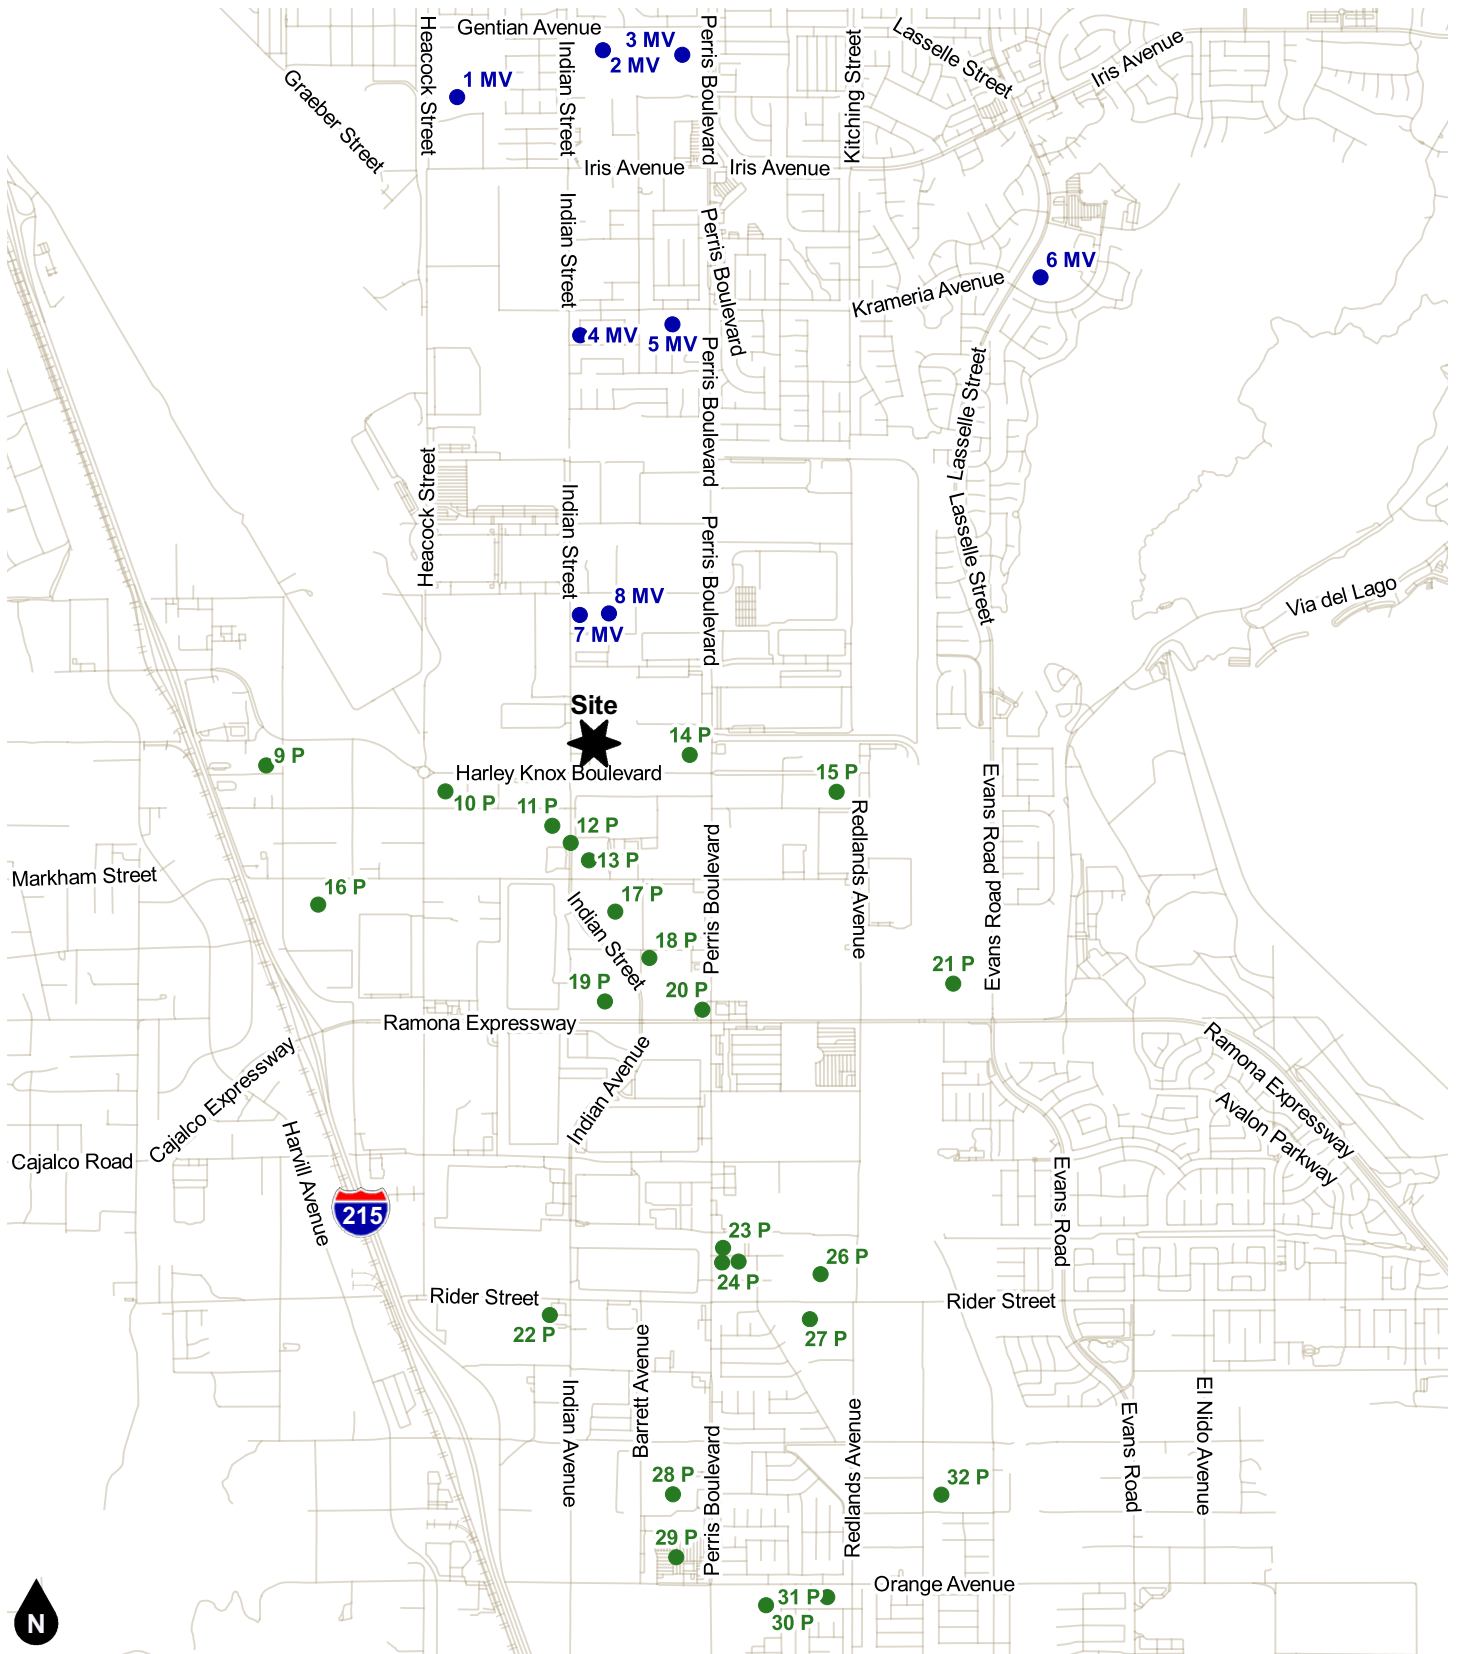 Gentian Avenue
Heacock Street
Indian Street
3 MV
2 MV
1 MV
Perris Boulevard
Kitching Street
Lasselle Street
Iris Avenue
Graeber Street
Iris Avenue
Iris Avenue
Indian Street
Perris Boulevard
6 MV
Krameria Avenue
4 MV
5 MV
Perris Boulevard
Lasselle Street
Heacock Street
Indian Street
Perris Boulevard
Lasselle Street
8 MV
7 MV
Via del Lago
Site
14 P
9 P
Harley Knox Boulevard
15 P
10 P
11 P
12 P
13 P
Evans Road
Redlands Avenue
Perris Boulevard
Markham Street
16 P
17 P
Indian Street
Evans Road
18 P
21 P
19 P
20 P
Ramona Expressway
Cajalco Expressway
Indian Avenue
Ramona Expressway
Avalon Parkway
Cajalco Road
Harvill Avenue
215
Evans Road
23 P
24 P
26 P
Rider Street
Rider Street
22 P
27 P
Barrett Avenue
Indian Avenue
Perris Boulevard
Redlands Avenue
Evans Road
El Nido Avenue
28 P
32 P
29 P
Orange Avenue
31 P
30 P
N